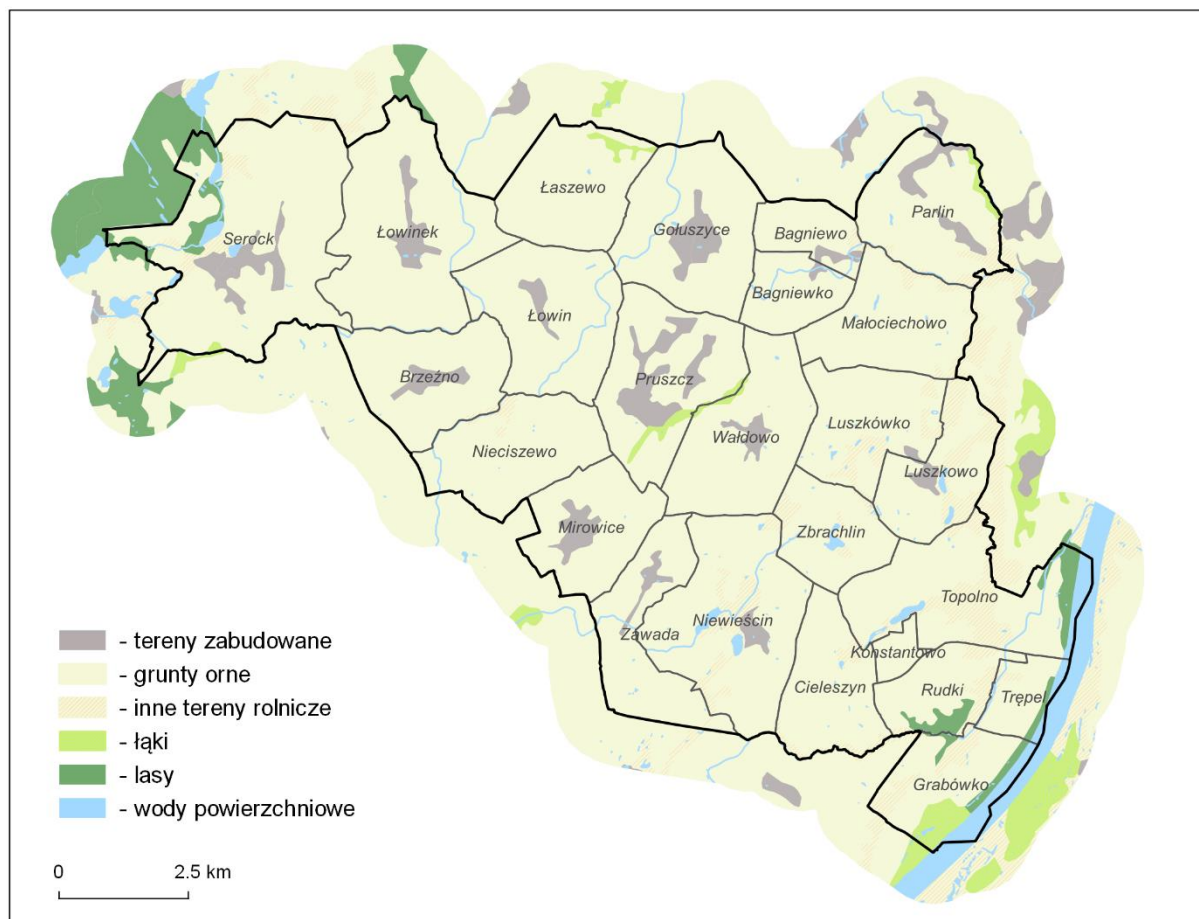 Parlin
Łaszewo
Serock
Łowinek
Gołuszyce
Bagniewo
Bagniewko
Łowin
Małociechowo
Brzeźno
Pruszcz
Wałdowo
Luszkówko
Nieciszewo
Luszkowo
Mirowice
Zbrachlin
Topolno
Zawada
Niewieścin
Konstantowo
Cieleszyn
Rudki
Trępel
Grabówko
- tereny zabudowane
- grunty orne
- inne tereny rolnicze
- łąki
- lasy
- wody powierzchniowe
0 2.5 km